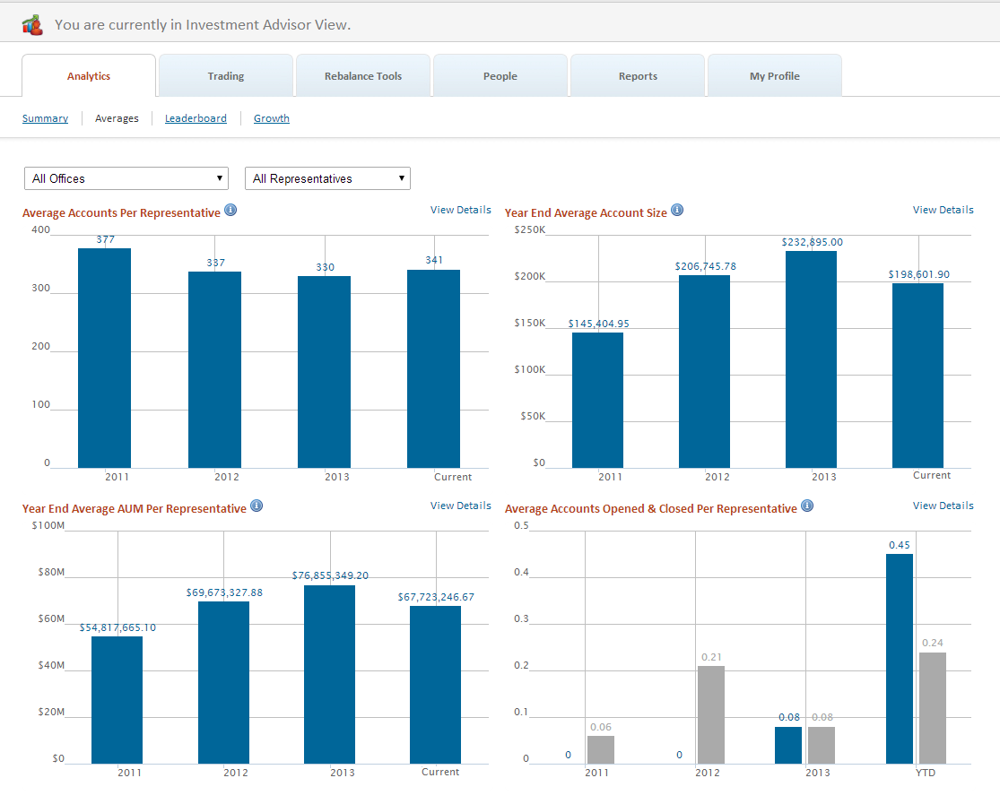 You are currently in Investment Advisor View.
Analytics Trading Rebalance Tools People Reports My Profile
Summary Averages Leaderboard Growth
All Offices All Representatives
Average Accounts Per Representative View Details
400
300
200
100
0
377 337 330 341
2011 2012 2013 Current
Year End Average Account Size View Details
$250K
$200K
$150K
$100K
$50K
$0
$145,404.95 $206,745.78 $232,895.00 $198,601.90
2011 2012 2013 Current
Year End Average AUM Per Representative View Details
$100M
$80M
$60M
$40M
$20M
$0
$54,817,665.10 $69,673,327.88 $76,855,349.20 $67,723,246.67
2011 2012 2013 Current
Average Accounts Opened & Closed Per Representative View Details
0.5
0.4
0.3
0.2
0.1
0
0 0.06 0 0.21 0.08 0.08 0.45 0.24
2011 2012 2013 YTD